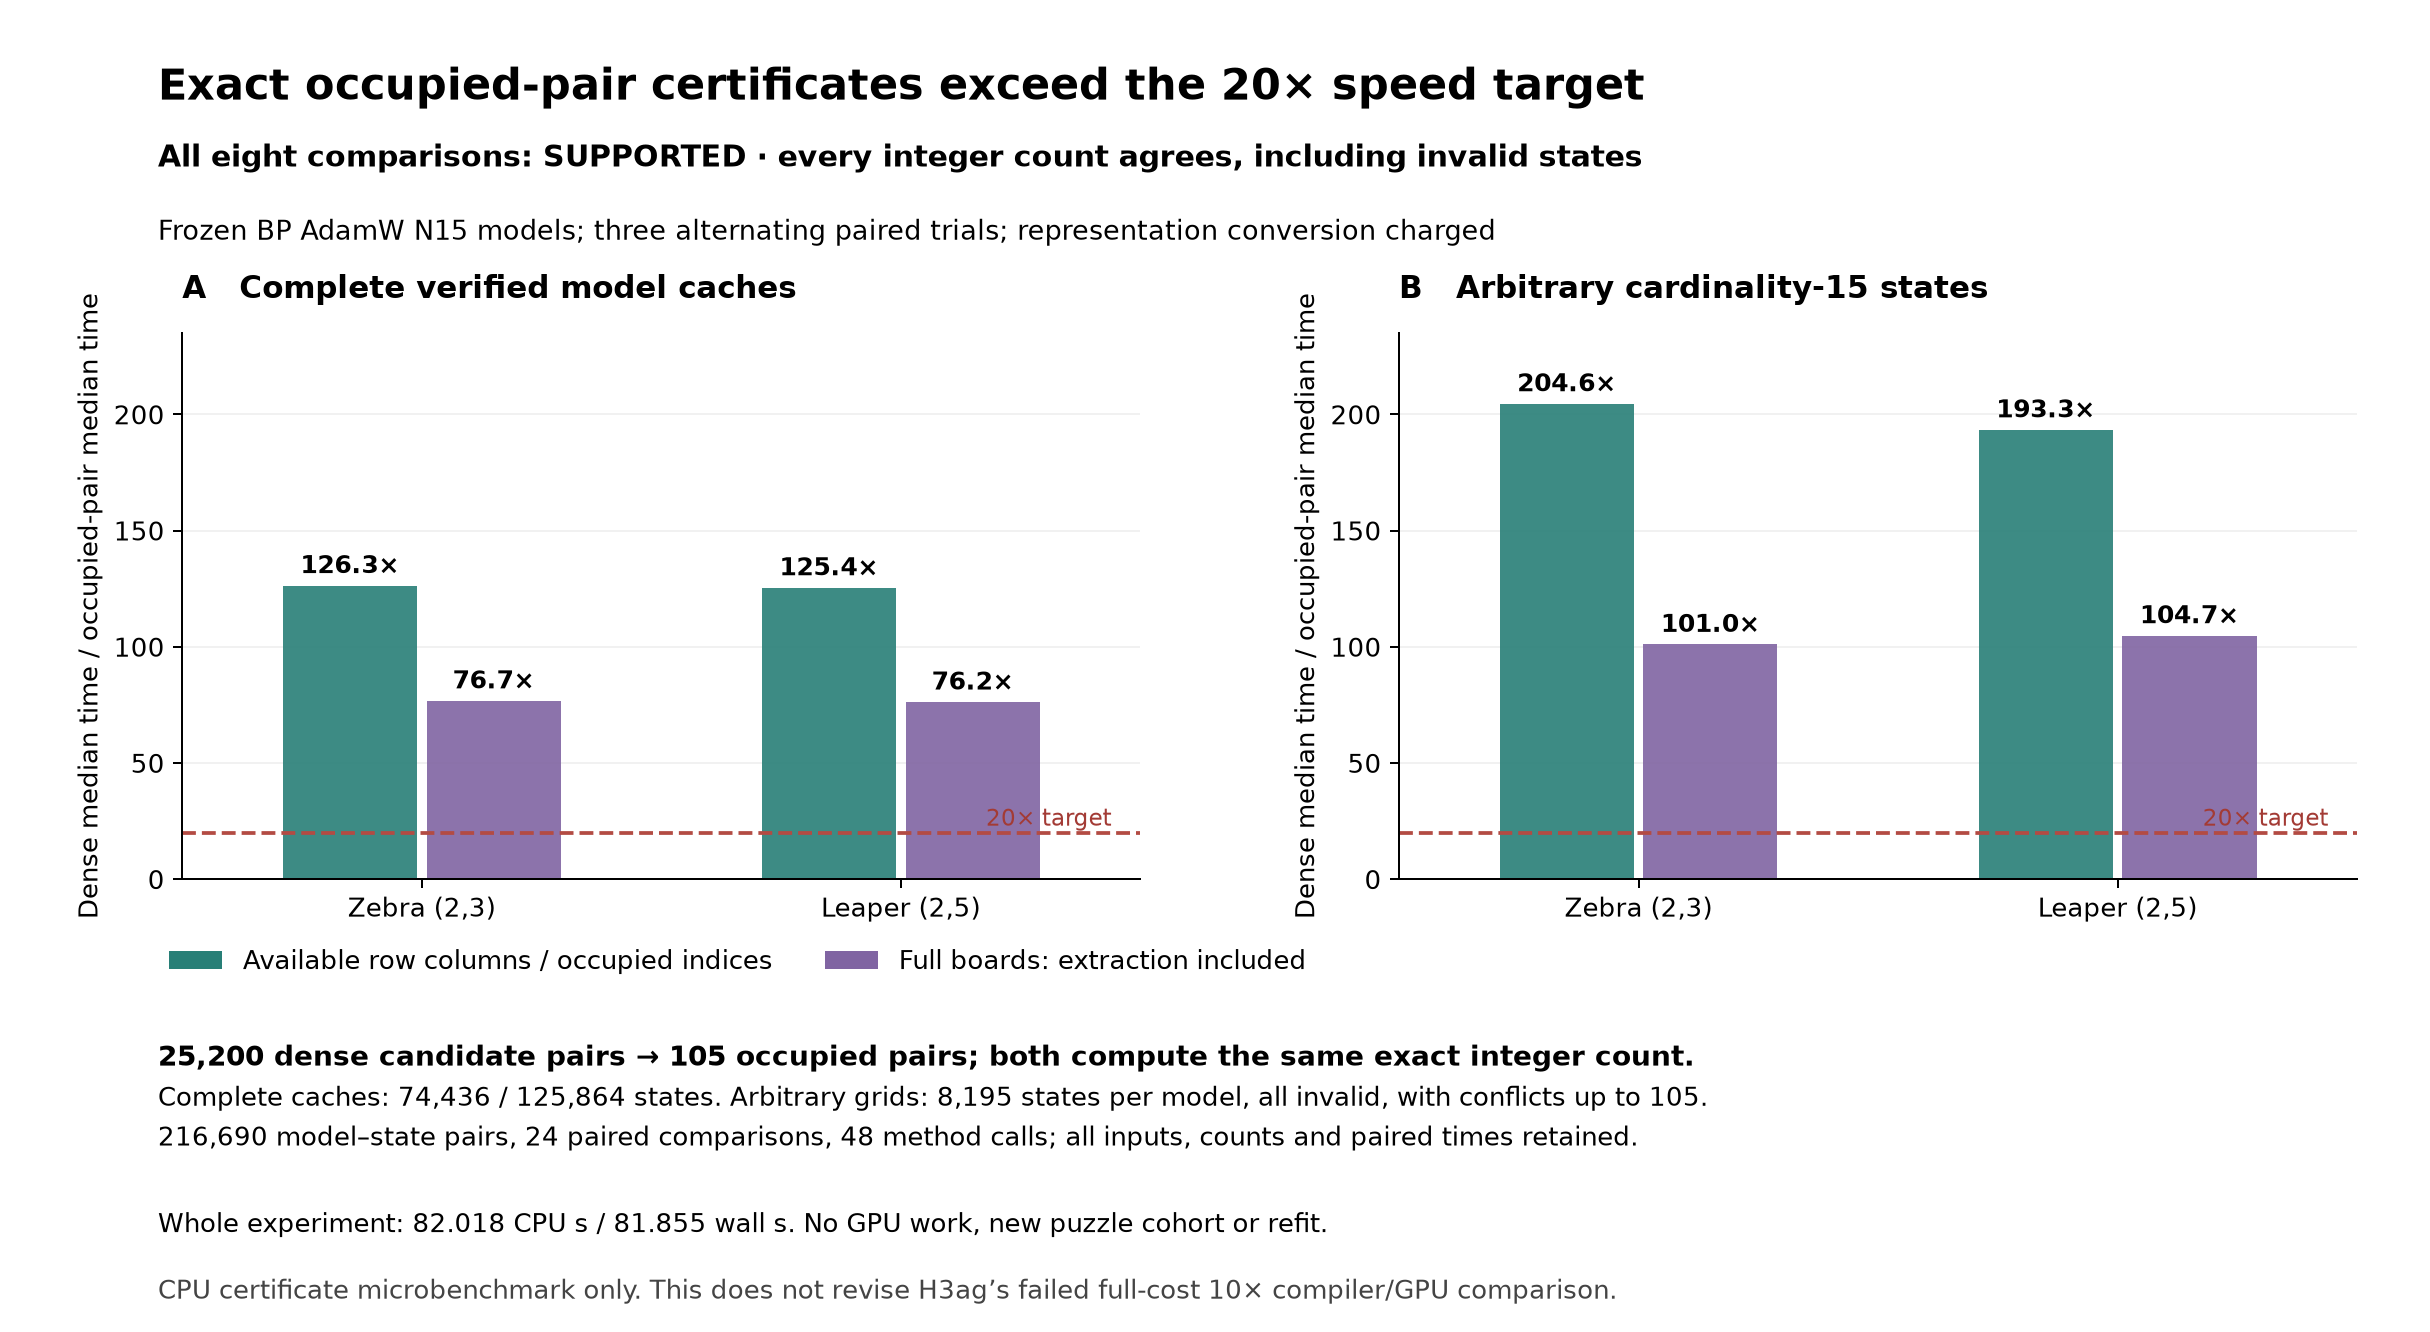 Exact occupied-pair certificates exceed the 20× speed target
All eight comparisons: SUPPORTED · every integer count agrees, including invalid states
Frozen BP AdamW N15 models; three alternating paired trials; representation conversion charged
A Complete verified model caches
Dense median time / occupied-pair median time
200
150
100
50
0
126.3×
76.7×
125.4×
76.2×
20× target
Zebra (2,3)
Leaper (2,5)
B Arbitrary cardinality-15 states
Dense median time / occupied-pair median time
200
150
100
50
0
204.6×
101.0×
193.3×
104.7×
20× target
Zebra (2,3)
Leaper (2,5)
Available row columns / occupied indices
Full boards: extraction included
25,200 dense candidate pairs → 105 occupied pairs; both compute the same exact integer count.
Complete caches: 74,436 / 125,864 states. Arbitrary grids: 8,195 states per model, all invalid, with conflicts up to 105.
216,690 model–state pairs, 24 paired comparisons, 48 method calls; all inputs, counts and paired times retained.
Whole experiment: 82.018 CPU s / 81.855 wall s. No GPU work, new puzzle cohort or refit.
CPU certificate microbenchmark only. This does not revise H3ag’s failed full-cost 10× compiler/GPU comparison.